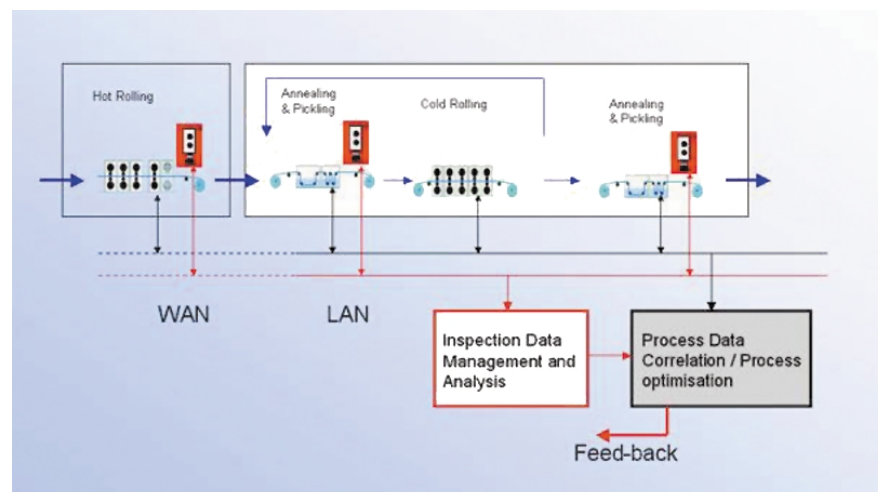 Hot Rolling
Annealing
& Pickling
Cold Rolling
Annealing
& Pickling
WAN
LAN
Inspection Data
Management and
Analysis
Process Data
Correlation / Process
optimisation
Feed-back